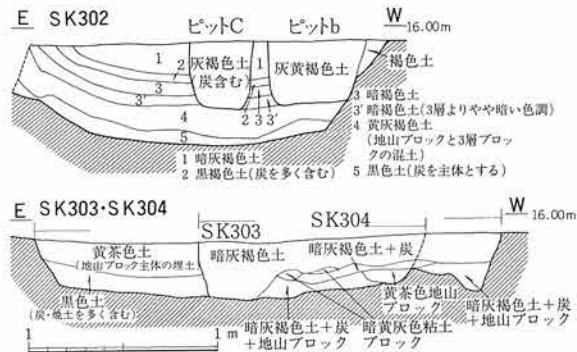 E SK302 ピットC ピットb W 16.00m
1 2 灰褐色土 1 灰黄褐色土 褐色土
3 (炭含む)
3' 2 3 3'
4
5
3 暗褐色土
3' 暗褐色土(3層よりやや暗い色調)
4 黄灰褐色土
(地山ブロックと3層ブロックの混土)
1 暗灰褐色土
2 黒褐色土(炭を多く含む) 5 黒色土(炭を主体とする)
E SK303・SK304 W 16.00m
SK303 SK304
黄茶色土 暗灰褐色土 暗灰褐色土+炭
(地山ブロック主体の埋土)
黒色土
(炭・焼土を多く含む)
黄茶色地山ブロック
暗灰褐色土+炭+地山ブロック
暗灰褐色土+炭+地山ブロック
暗黄灰色粘土ブロック
1 1 m